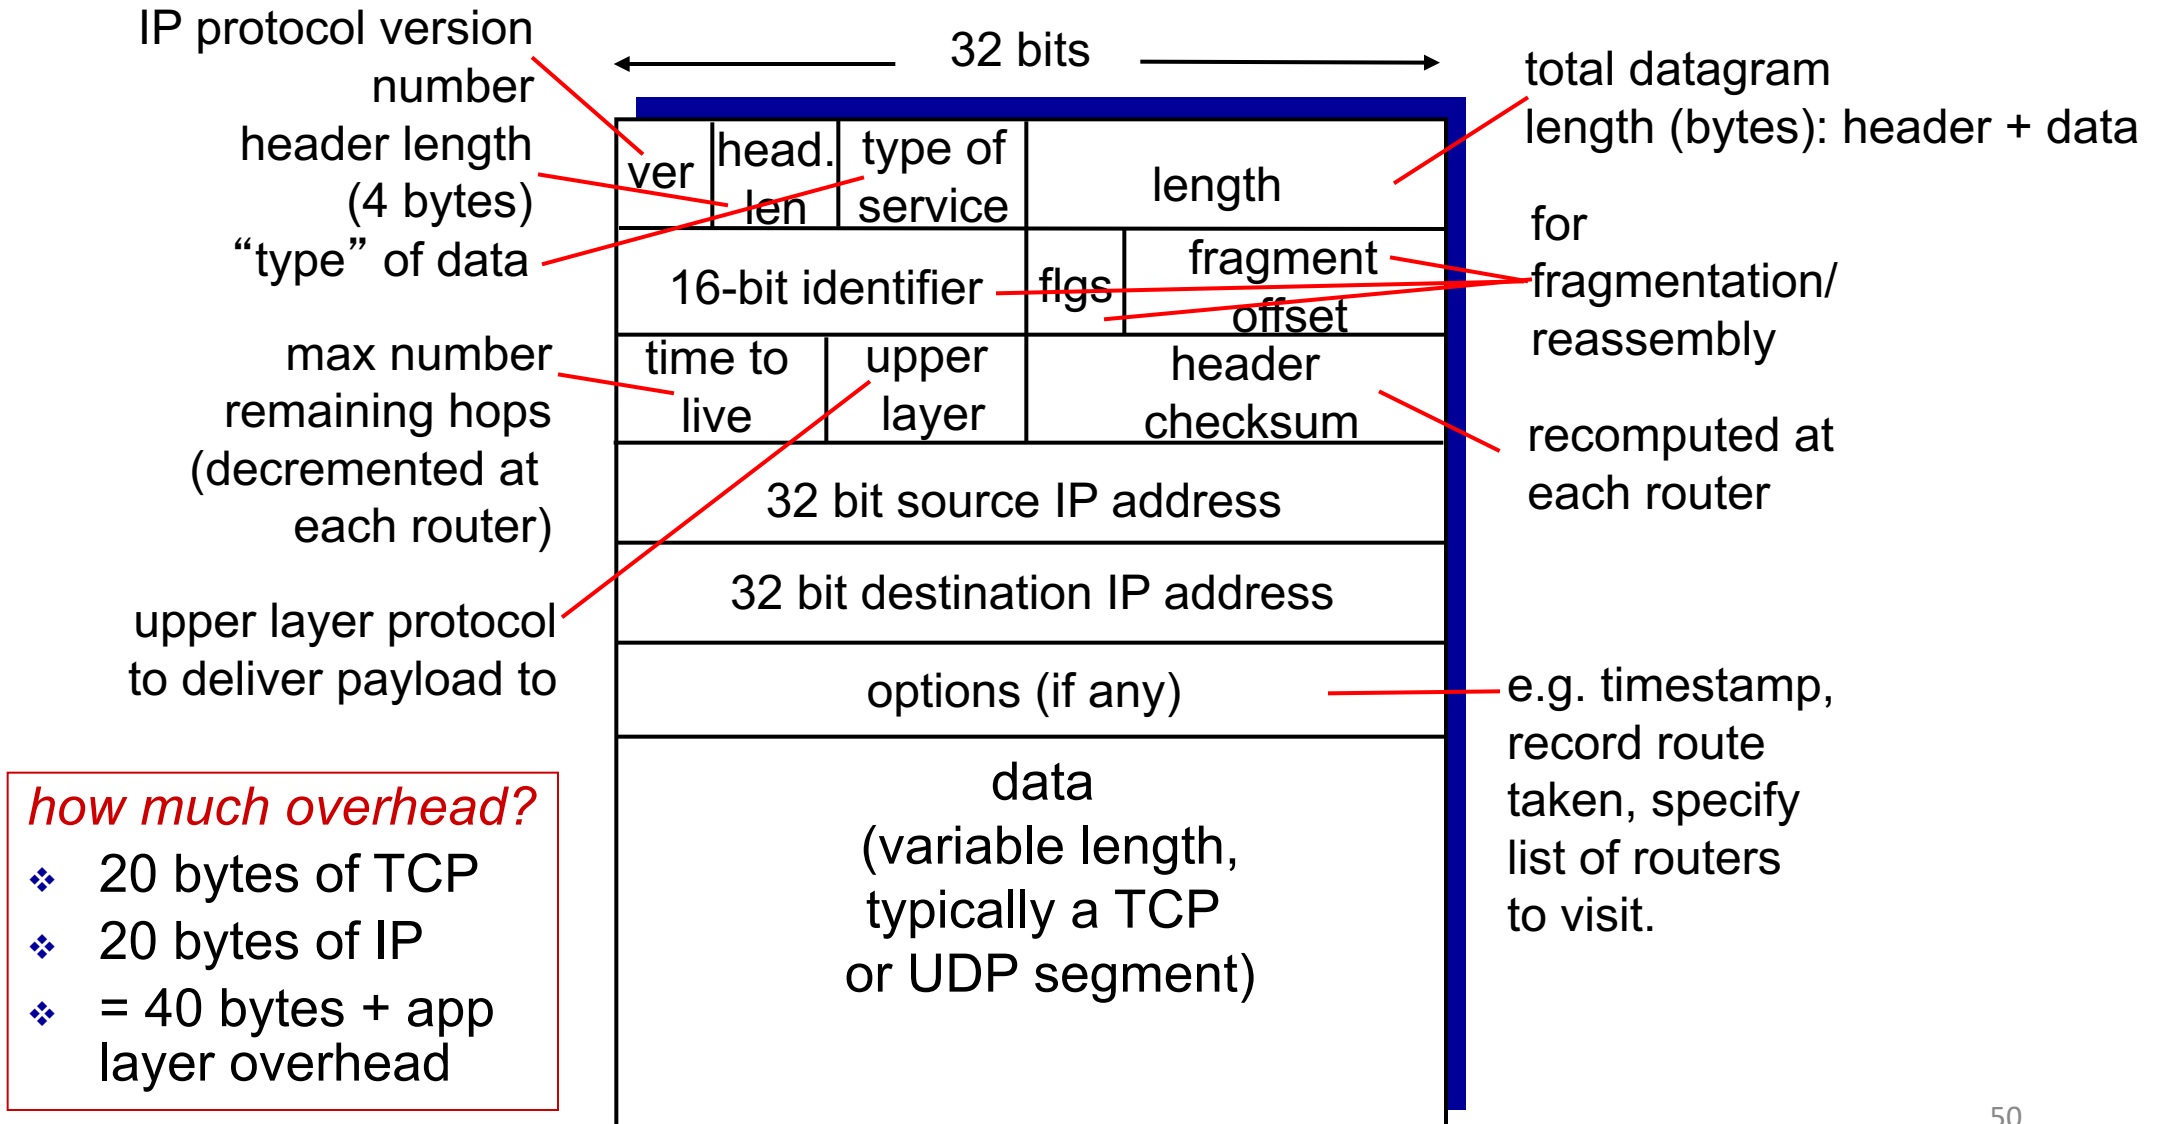 IP protocol version
number
header length
(4 bytes)
“type” of data
max number
remaining hops
(decremented at
each router)
upper layer protocol
to deliver payload to
how much overhead?
❖ 20 bytes of TCP
❖ 20 bytes of IP
❖ = 40 bytes + app
layer overhead
32 bits
ver
head.
len
type of
service
length
16-bit identifier
flgs
fragment
offset
time to
live
upper
layer
header
checksum
32 bit source IP address
32 bit destination IP address
options (if any)
data
(variable length,
typically a TCP
or UDP segment)
total datagram
length (bytes): header + data
for
fragmentation/
reassembly
recomputed at
each router
e.g. timestamp,
record route
taken, specify
list of routers
to visit.
50